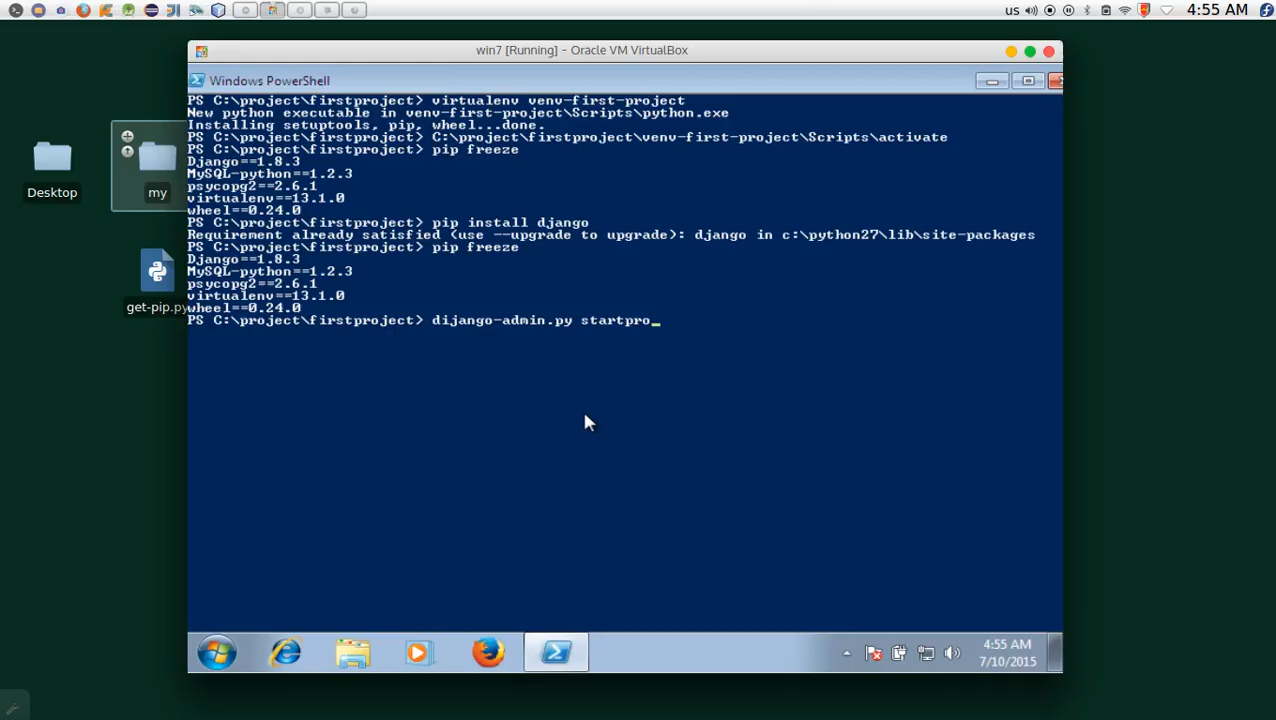 us
4:55 AM
win7 [Running] - Oracle VM VirtualBox
Windows PowerShell
PS C:\project\firstproject> virtualenv venv-first-project
New python executable in venv-first-project\Scripts\python.exe
Installing setuptools, pip, wheel...done.
PS C:\project\firstproject> C:\project\firstproject\venv-first-project\Scripts\activate
PS C:\project\firstproject> pip freeze
Django==1.8.3
MySQL-python==1.2.3
psycopg2==2.6.1
virtualenv==13.1.0
wheel==0.24.0
PS C:\project\firstproject> pip install django
Requirement already satisfied (use --upgrade to upgrade): django in c:\python27\lib\site-packages
PS C:\project\firstproject> pip freeze
Django==1.8.3
MySQL-python==1.2.3
psycopg2==2.6.1
virtualenv==13.1.0
wheel==0.24.0
PS C:\project\firstproject> dijango-admin.py startpro_
Desktop
my
get-pip.py
4:55 AM
7/10/2015